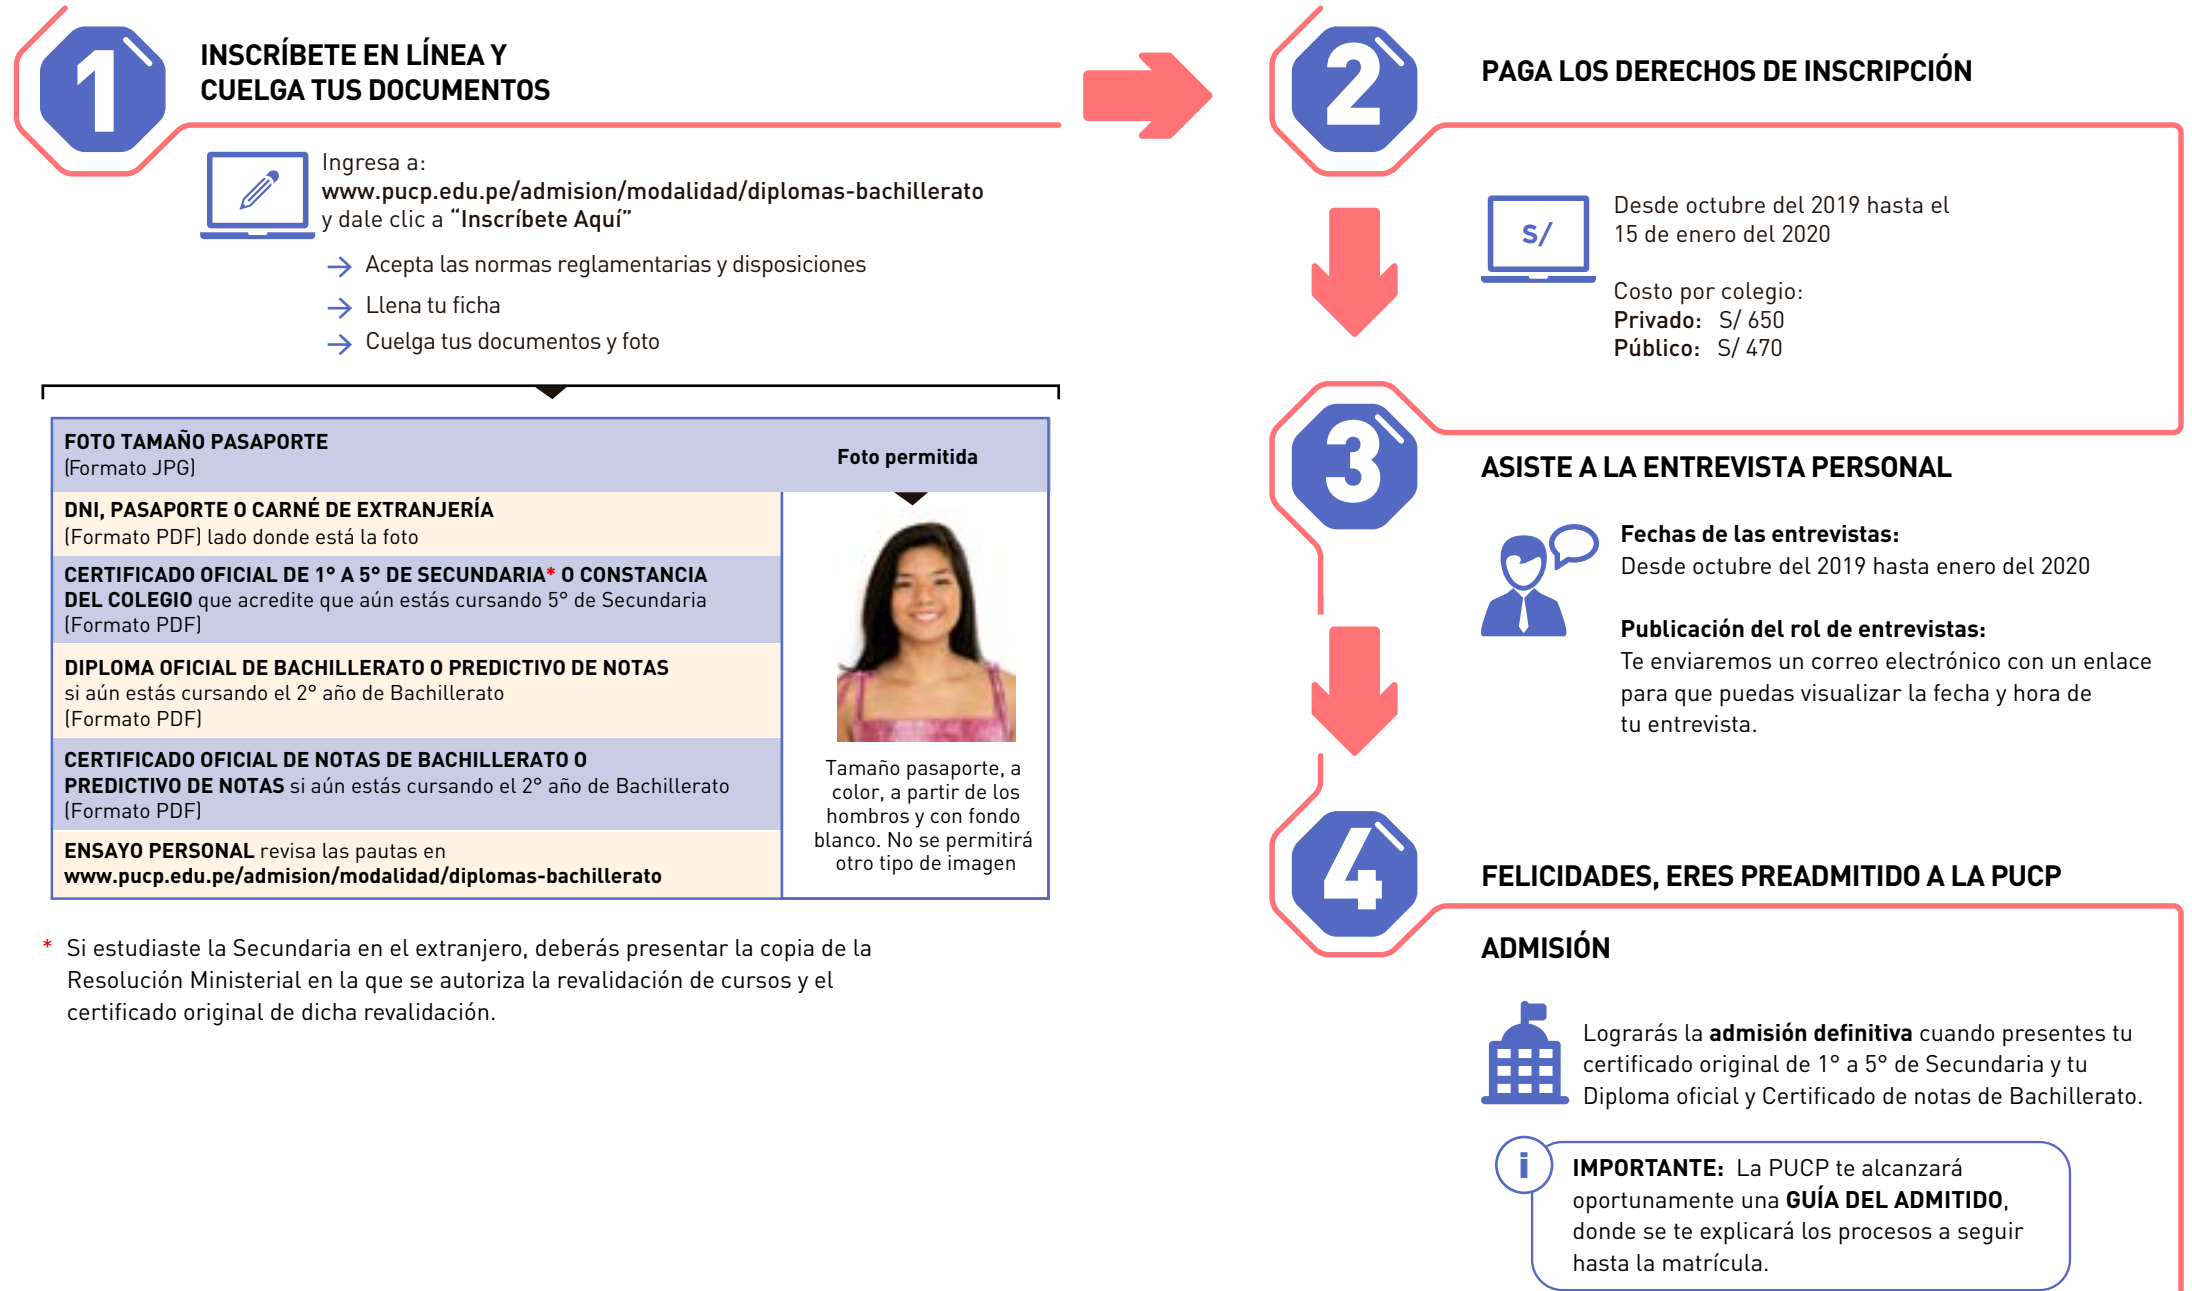 1
INSCRÍBETE EN LÍNEA Y
CUELGA TUS DOCUMENTOS
Ingresa a:
www.pucp.edu.pe/admision/modalidad/diplomas-bachillerato
y dale clic a “Inscríbete Aquí”
Acepta las normas reglamentarias y disposiciones
Llena tu ficha
Cuelga tus documentos y foto
FOTO TAMAÑO PASAPORTE
(Formato JPG)
DNI, PASAPORTE O CARNÉ DE EXTRANJERÍA
(Formato PDF) lado donde está la foto
CERTIFICADO OFICIAL DE 1° A 5° DE SECUNDARIA* O CONSTANCIA
DEL COLEGIO que acredite que aún estás cursando 5° de Secundaria
(Formato PDF)
DIPLOMA OFICIAL DE BACHILLERATO O PREDICTIVO DE NOTAS
si aún estás cursando el 2° año de Bachillerato
(Formato PDF)
CERTIFICADO OFICIAL DE NOTAS DE BACHILLERATO O
PREDICTIVO DE NOTAS si aún estás cursando el 2° año de Bachillerato
(Formato PDF)
ENSAYO PERSONAL revisa las pautas en
www.pucp.edu.pe/admision/modalidad/diplomas-bachillerato
Foto permitida
Tamaño pasaporte, a
color, a partir de los
hombros y con fondo
blanco. No se permitirá
otro tipo de imagen
* Si estudiaste la Secundaria en el extranjero, deberás presentar la copia de la
Resolución Ministerial en la que se autoriza la revalidación de cursos y el
certificado original de dicha revalidación.
2
PAGA LOS DERECHOS DE INSCRIPCIÓN
S/
Desde octubre del 2019 hasta el
15 de enero del 2020
Costo por colegio:
Privado: S/ 650
Público: S/ 470
3
ASISTE A LA ENTREVISTA PERSONAL
Fechas de las entrevistas:
Desde octubre del 2019 hasta enero del 2020
Publicación del rol de entrevistas:
Te enviaremos un correo electrónico con un enlace
para que puedas visualizar la fecha y hora de
tu entrevista.
4
FELICIDADES, ERES PREADMITIDO A LA PUCP
ADMISIÓN
Lograrás la admisión definitiva cuando presentes tu
certificado original de 1° a 5° de Secundaria y tu
Diploma oficial y Certificado de notas de Bachillerato.
i
IMPORTANTE: La PUCP te alcanzará
oportunamente una GUÍA DEL ADMITIDO,
donde se te explicará los procesos a seguir
hasta la matrícula.